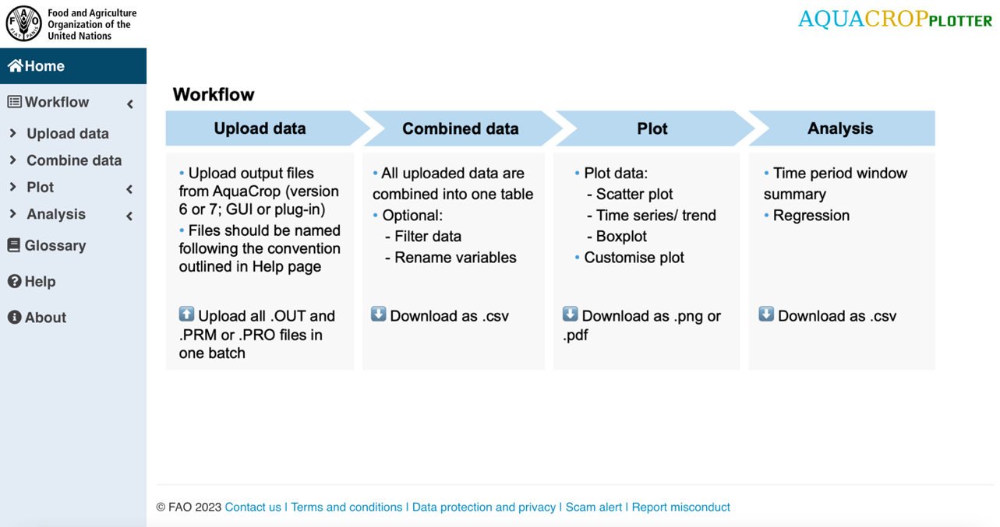 F A O
FIAT PANIS
Food and Agriculture
Organization of the
United Nations
AQUACROPPLOTTER
Home
Workflow
Upload data
Combine data
Plot
Analysis
Glossary
Help
About
Workflow
Upload data
Combined data
Plot
Analysis
• Upload output files
from AquaCrop (version
6 or 7; GUI or plug-in)
• Files should be named
following the convention
outlined in Help page
Upload all .OUT and
.PRM or .PRO files in
one batch
• All uploaded data are
combined into one table
• Optional:
- Filter data
- Rename variables
Download as .csv
• Plot data:
- Scatter plot
- Time series/ trend
- Boxplot
• Customise plot
Download as .png or
.pdf
• Time period window
summary
• Regression
Download as .csv
© FAO 2023 Contact us | Terms and conditions | Data protection and privacy | Scam alert | Report misconduct